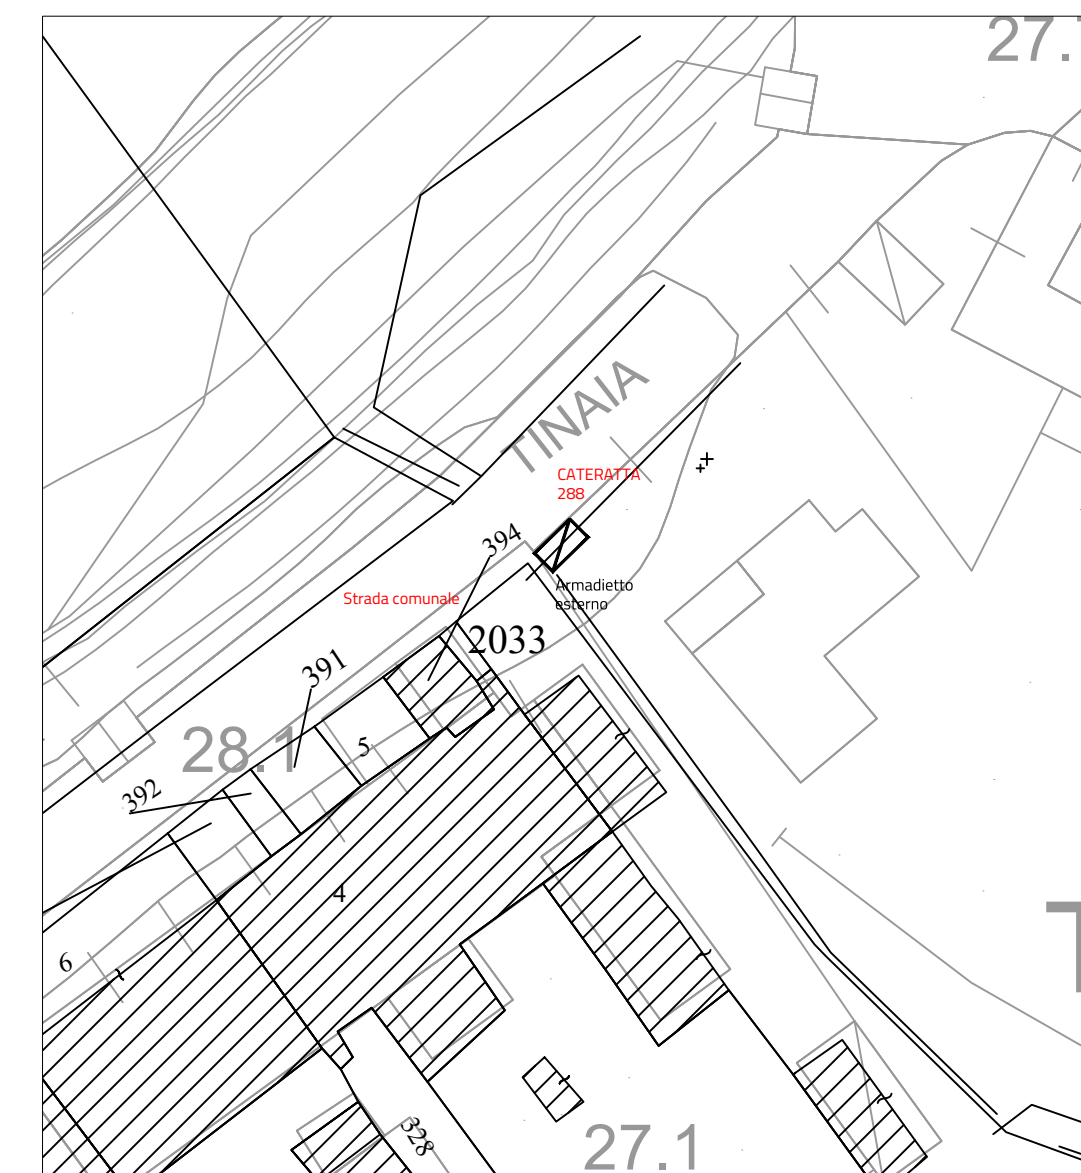 27.
TINAIA
CATERATTA
288
394
Armadietto
esterno
Strada comunale
2033
391
28.1
5
392
4
6
328
27.1